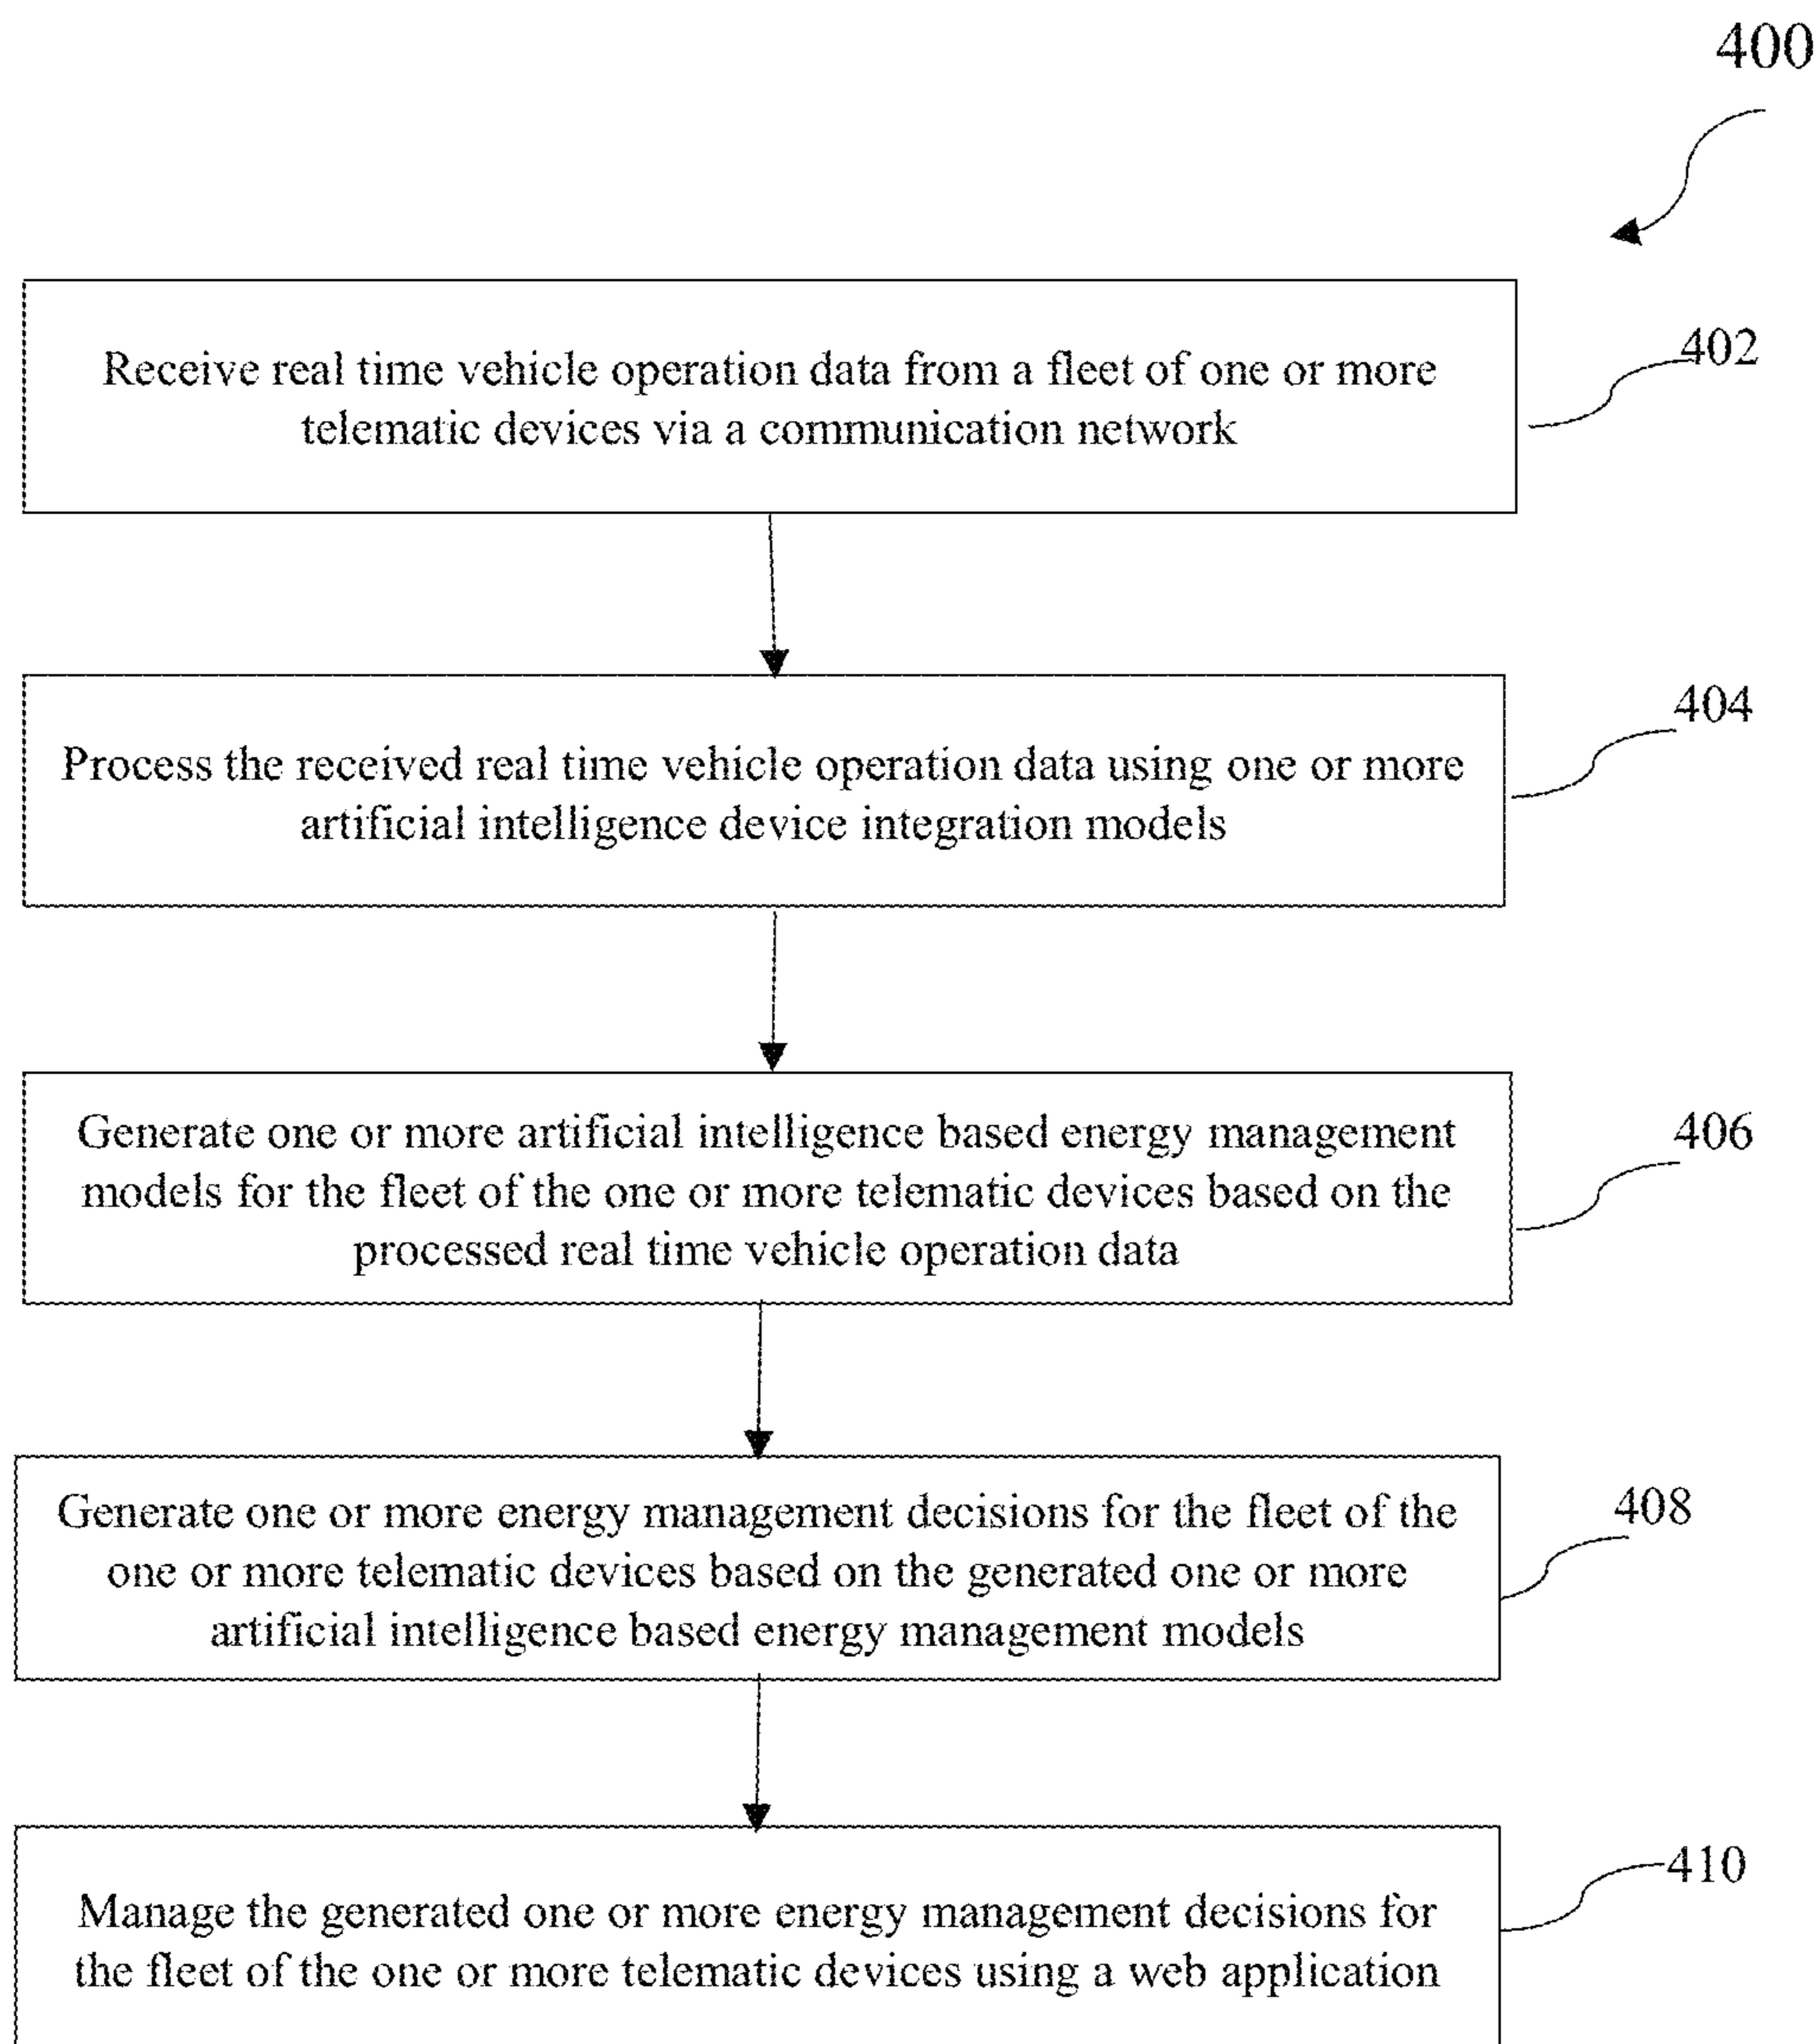 400
Receive real time vehicle operation data from a fleet of one or more
telematic devices via a communication network
402
Process the received real time vehicle operation data using one or more
artificial intelligence device integration models
404
Generate one or more artificial intelligence based energy management
models for the fleet of the one or more telematic devices based on the
processed real time vehicle operation data
406
Generate one or more energy management decisions for the fleet of the
one or more telematic devices based on the generated one or more
artificial intelligence based energy management models
408
Manage the generated one or more energy management decisions for
the fleet of the one or more telematic devices using a web application
410